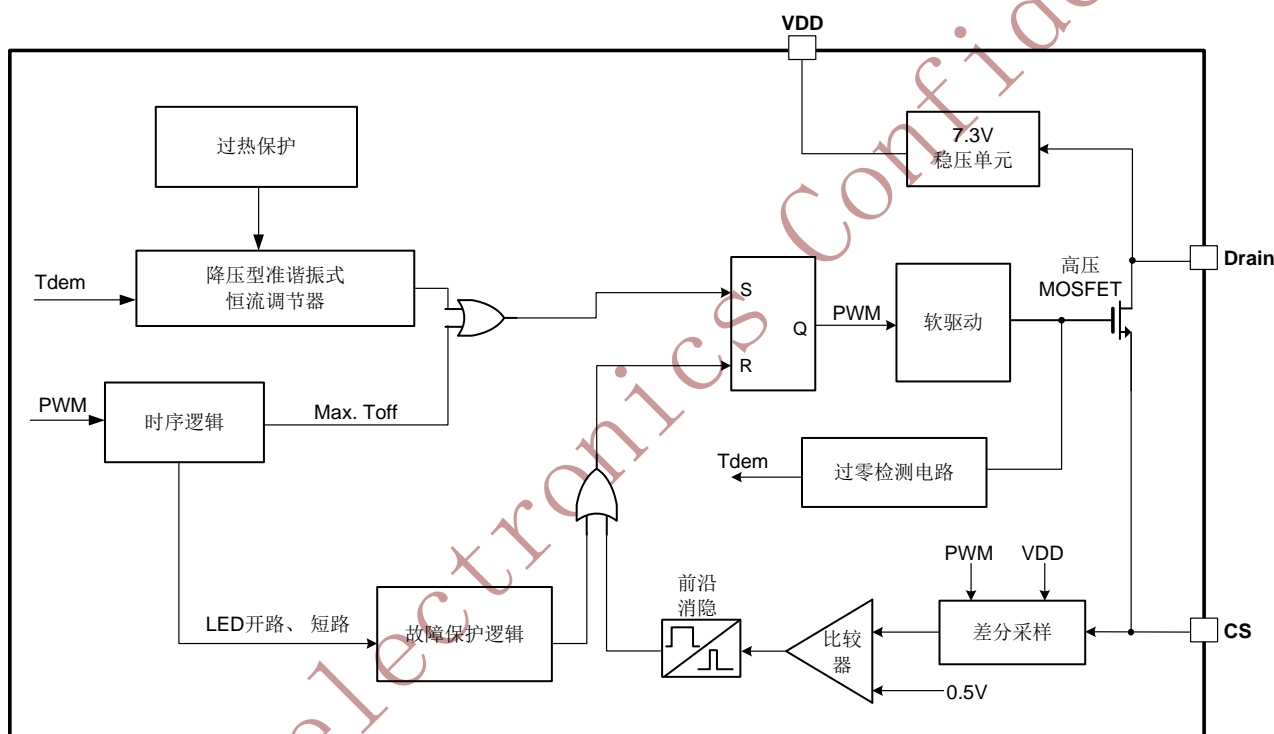 VDD
过热保护
7.3V
稳压单元
Tdem
降压型准谐振式
恒流调节器
高压
MOSFET
Drain
S
Q
R
PWM
软驱动
PWM
时序逻辑
Max. Toff
Tdem
过零检测电路
PWM
VDD
前沿
消隐
LED开路、 短路
故障保护逻辑
比较
器
差分采样
CS
0.5V
electronics Confid